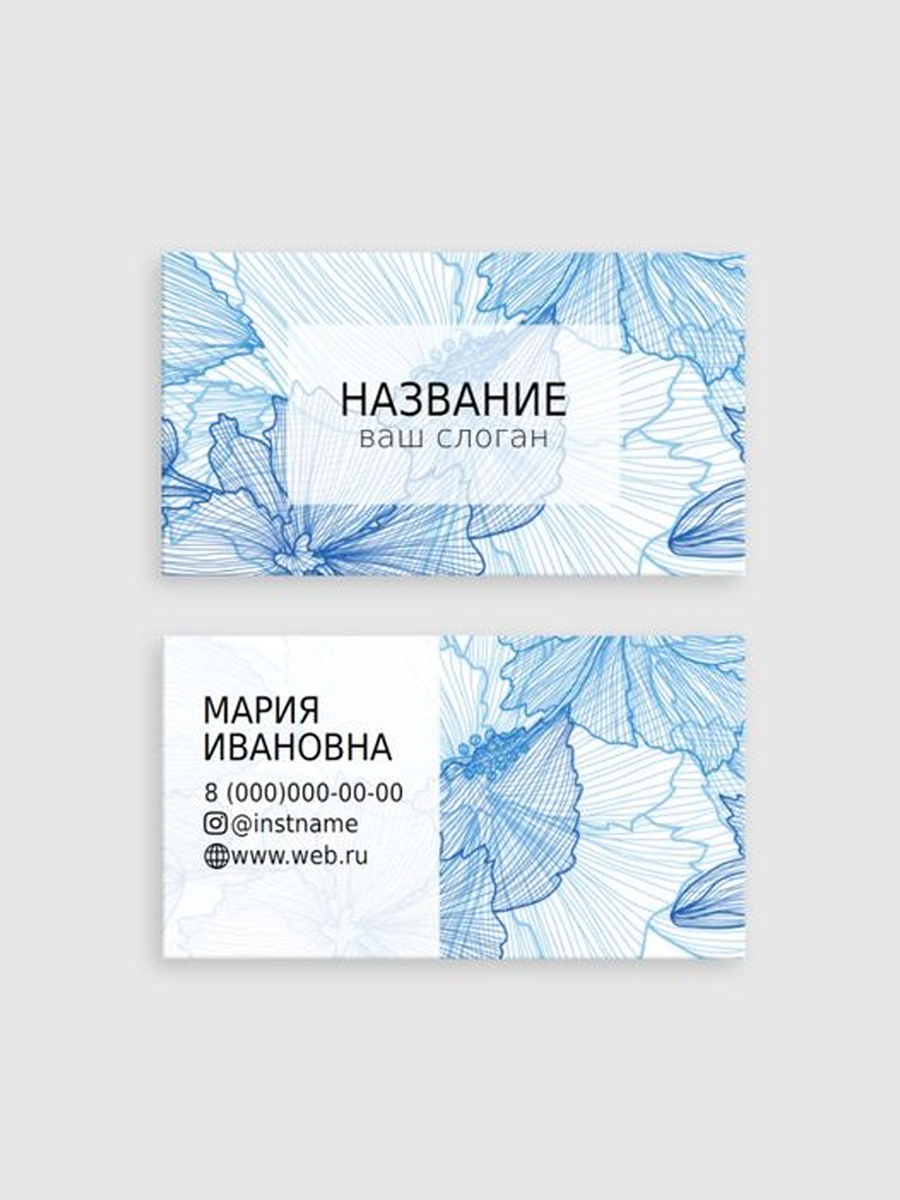 НАЗВАНИЕ
ваш слоган
МАРИЯ
ИВАНОВНА
8 (000)000-00-00
@instname
www.web.ru